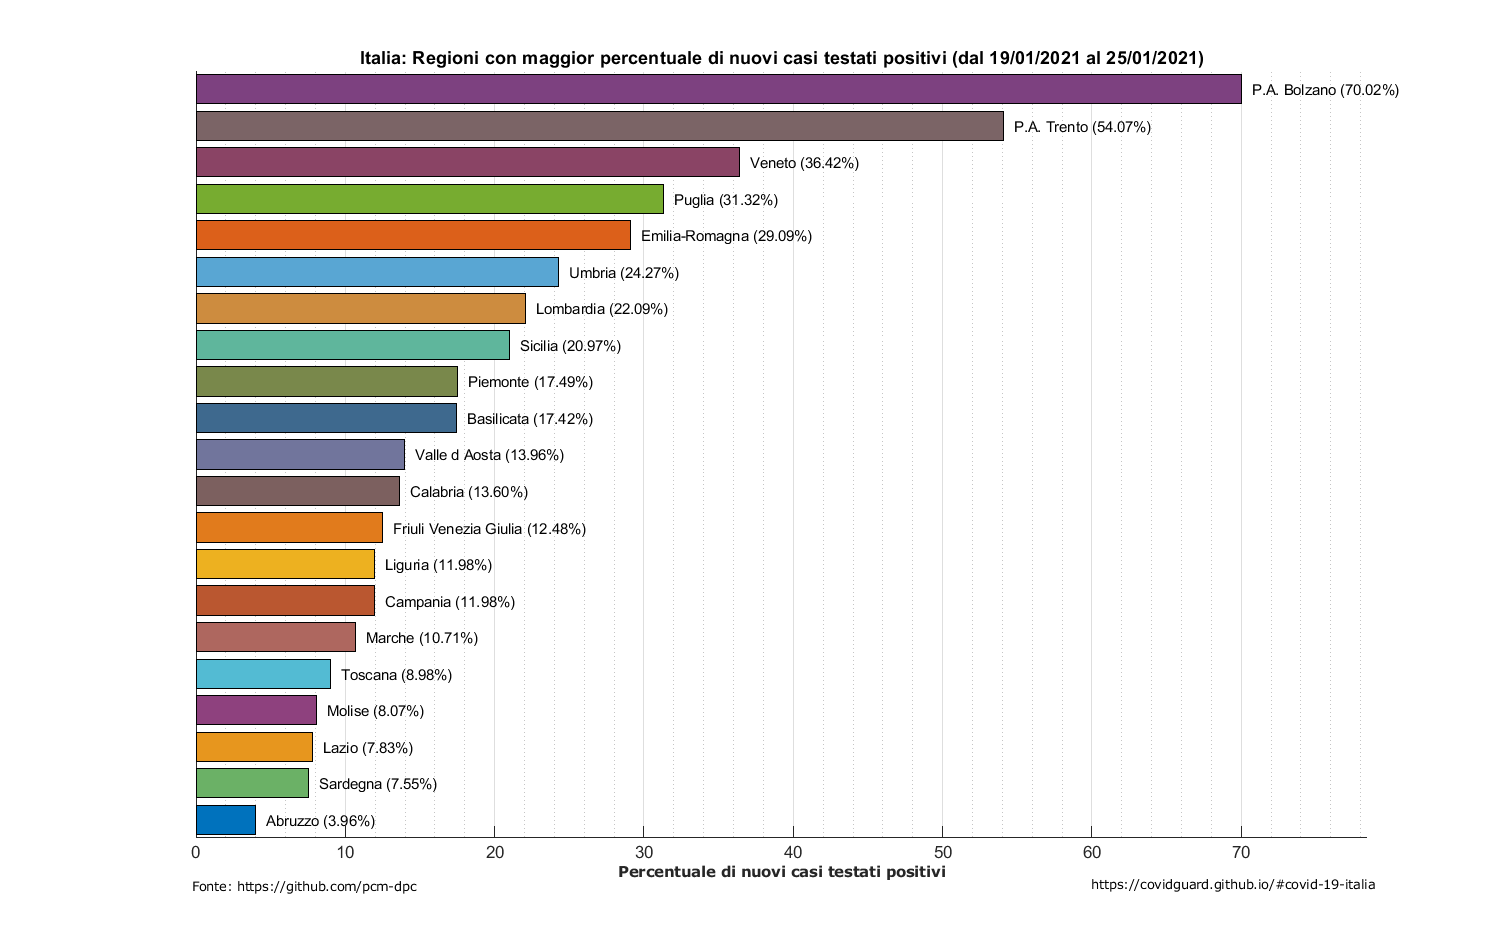 Italia: Regioni con maggior percentuale di nuovi casi testati positivi (dal 19/01/2021 al 25/01/2021)
P.A. Bolzano (70.02%)
P.A. Trento (54.07%)
Veneto (36.42%)
Puglia (31.32%)
Emilia-Romagna (29.09%)
Umbria (24.27%)
Lombardia (22.09%)
Sicilia (20.97%)
Piemonte (17.49%)
Basilicata (17.42%)
Valle d Aosta (13.96%)
Calabria (13.60%)
Friuli Venezia Giulia (12.48%)
Liguria (11.98%)
Campania (11.98%)
Marche (10.71%)
Toscana (8.98%)
Molise (8.07%)
Lazio (7.83%)
Sardegna (7.55%)
Abruzzo (3.96%)
0 10 20 30 40 50 60 70
Percentuale di nuovi casi testati positivi
Fonte: https://github.com/pcm-dpc
https://covidguard.github.io/#covid-19-italia